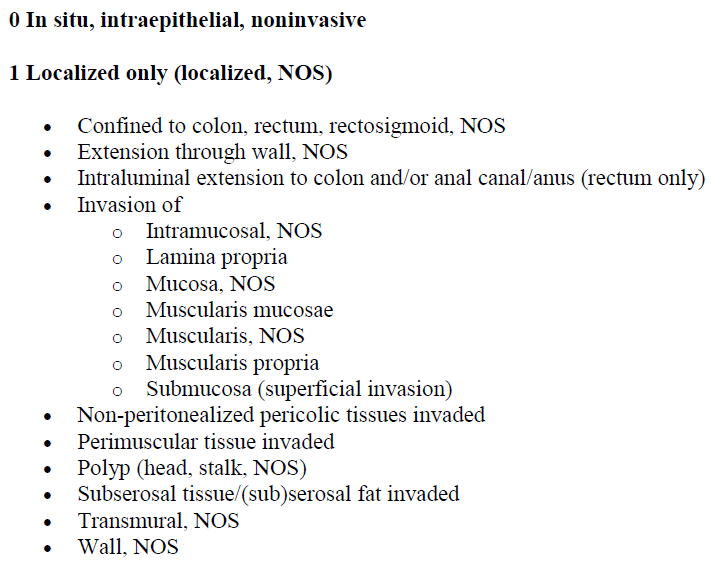 0 In situ, intraepithelial, noninvasive
1 Localized only (localized, NOS)
• Confined to colon, rectum, rectosigmoid, NOS
• Extension through wall, NOS
• Intraluminal extension to colon and/or anal canal/anus (rectum only)
• Invasion of
o Intramucosal, NOS
o Lamina propria
o Mucosa, NOS
o Muscularis mucosae
o Muscularis, NOS
o Muscularis propria
o Submucosa (superficial invasion)
• Non-peritonealized pericolic tissues invaded
• Perimuscular tissue invaded
• Polyp (head, stalk, NOS)
• Subserosal tissue/(sub)serosal fat invaded
• Transmural, NOS
• Wall, NOS